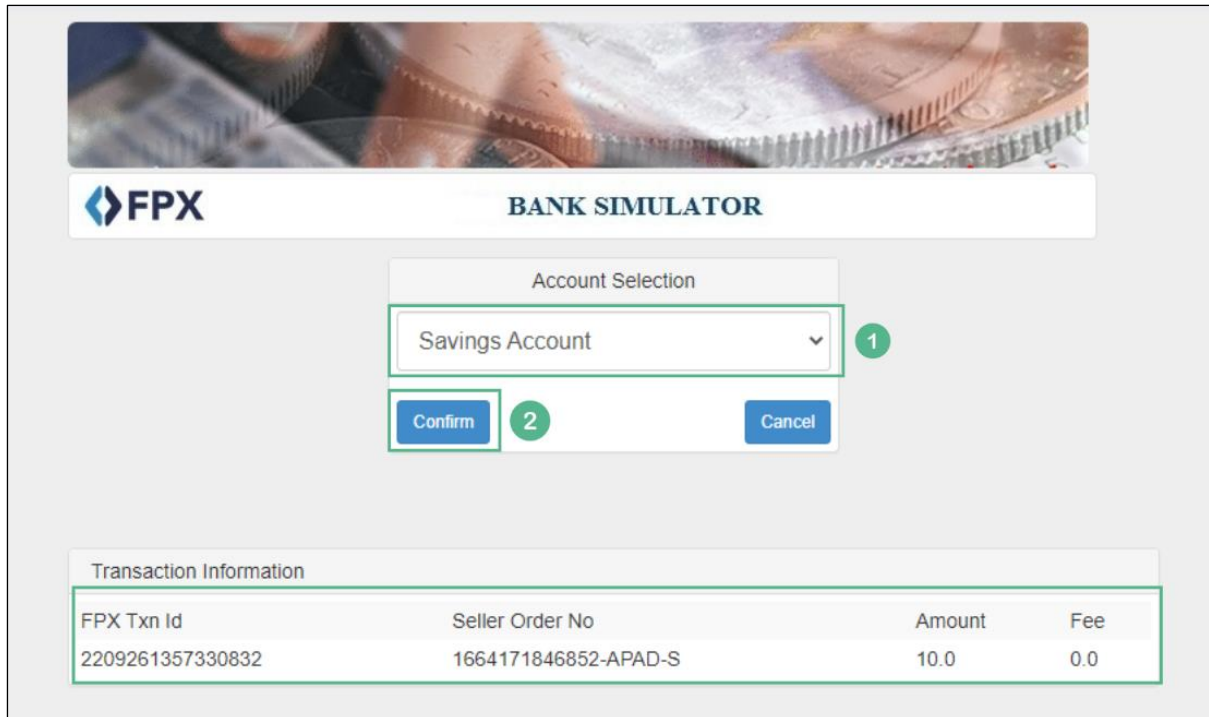 FPX BANK SIMULATOR
Account Selection
Savings Account 1
Confirm 2 Cancel
Transaction Information
FPX Txn Id Seller Order No Amount Fee
2209261357330832 1664171846852-APAD-S 10.0 0.0